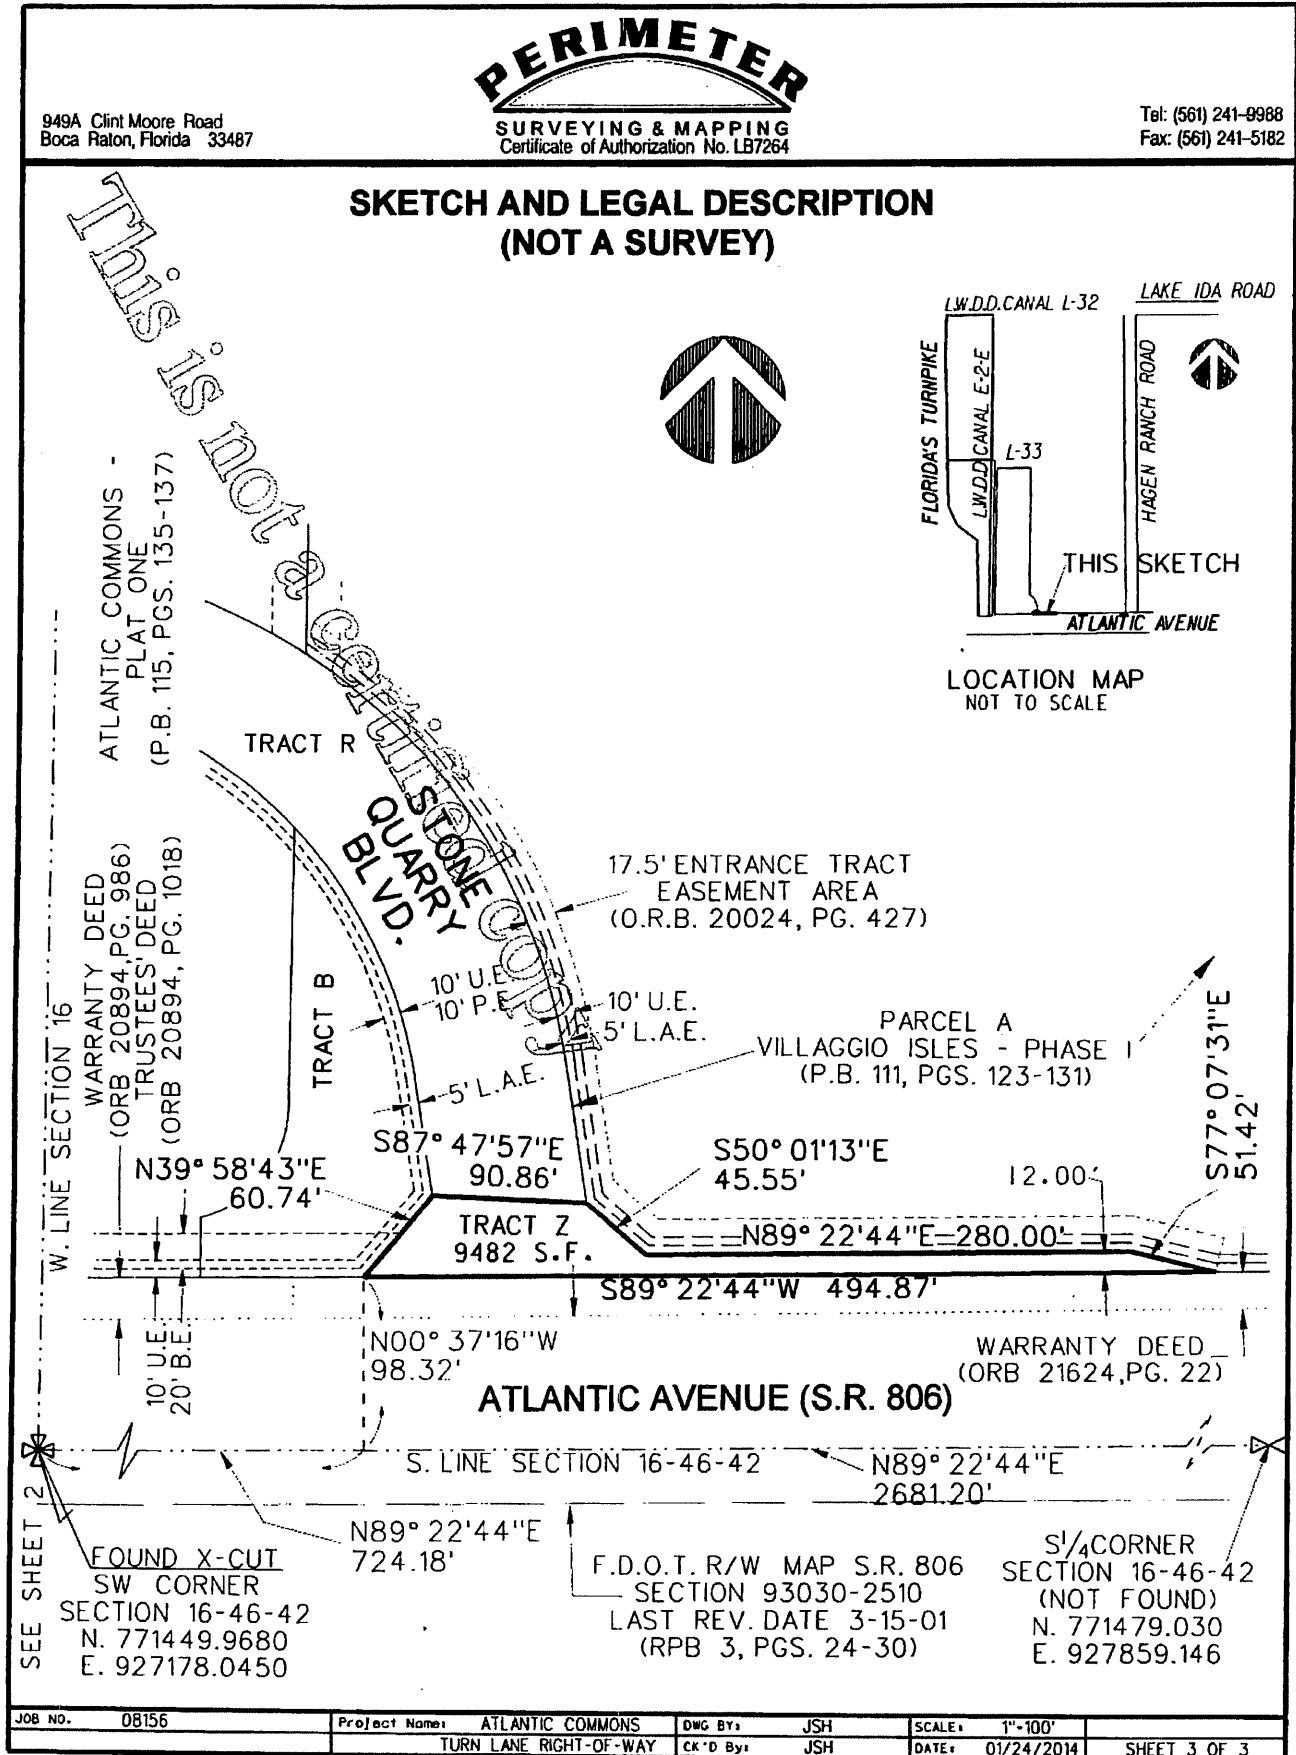 PERIMETER
SURVEYING & MAPPING
Certificate of Authorization No. LB7264
949A Clint Moore Road
Boca Raton, Florida 33487
Tel: (561) 241-9988
Fax: (561) 241-5182
SKETCH AND LEGAL DESCRIPTION
(NOT A SURVEY)
This is not a certified copy
L.W.D.D. CANAL L-32
LAKE IDA ROAD
FLORIDA'S TURNPIKE
L.W.D.D CANAL E-2-E
L-33
HAGEN RANCH ROAD
THIS SKETCH
ATLANTIC AVENUE
LOCATION MAP
NOT TO SCALE
ATLANTIC COMMONS -
PLAT ONE
(P.B. 115, PGS. 135-137)
TRACT R
STONE
QUARRY
BLVD.
17.5' ENTRANCE TRACT
EASEMENT AREA
(O.R.B. 20024, PG. 427)
WARRANTY DEED
(ORB 20894,PG. 986)
TRUSTEES' DEED
(ORB 20894, PG. 1018)
W. LINE SECTION 16
TRACT B
10' U.E.
10' P.E.
10' U.E.
5' L.A.E.
5' L.A.E.
PARCEL A
VILLAGGIO ISLES - PHASE I
(P.B. 111, PGS. 123-131)
S77°07'31"E
51.42'
N39°58'43"E
60.74'
S87°47'57"E
90.86'
S50°01'13"E
45.55'
12.00'
TRACT Z
9482 S.F.
N89°22'44"E 280.00'
S89°22'44"W 494.87'
10' U.E.
20' B.E.
N00°37'16"W
98.32'
WARRANTY DEED
(ORB 21624,PG. 22)
ATLANTIC AVENUE (S.R. 806)
S. LINE SECTION 16-46-42
N89°22'44"E
2681.20'
SEE SHEET 2
N89°22'44"E
724.18'
FOUND X-CUT
SW CORNER
SECTION 16-46-42
N. 771449.9680
E. 927178.0450
F.D.O.T. R/W MAP S.R. 806
SECTION 93030-2510
LAST REV. DATE 3-15-01
(RPB 3, PGS. 24-30)
S1/4 CORNER
SECTION 16-46-42
(NOT FOUND)
N. 771479.030
E. 927859.146
JOB NO. 08156
Project Name: ATLANTIC COMMONS
TURN LANE RIGHT-OF-WAY
DWG BY: JSH
CK'D By: JSH
SCALE: 1"-100'
DATE: 01/24/2014
SHEET 3 OF 3